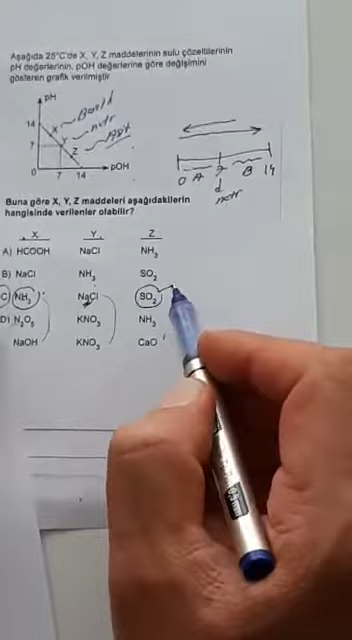 Aşağıda 25°C'de X, Y, Z maddelerinin sulu çözeltilerinin
pH değerlerinin, pOH değerlerine göre değişimini
gösteren grafik verilmiştir.
pH
14
X
7
Y
Z
0 7 14 pOH
nötr
Asit
0 A 7 B 14
nötr
Buna göre X, Y, Z maddeleri aşağıdakilerin
hangisinde verilenler olabilir?
X Y Z
A) HCOOH NaCl NH₃
B) NaCl NH₃ SO₂
C) NH₃ NaCl SO₂
D) N₂O₅ KNO₃ NH₃
NaOH KNO₃ CaO